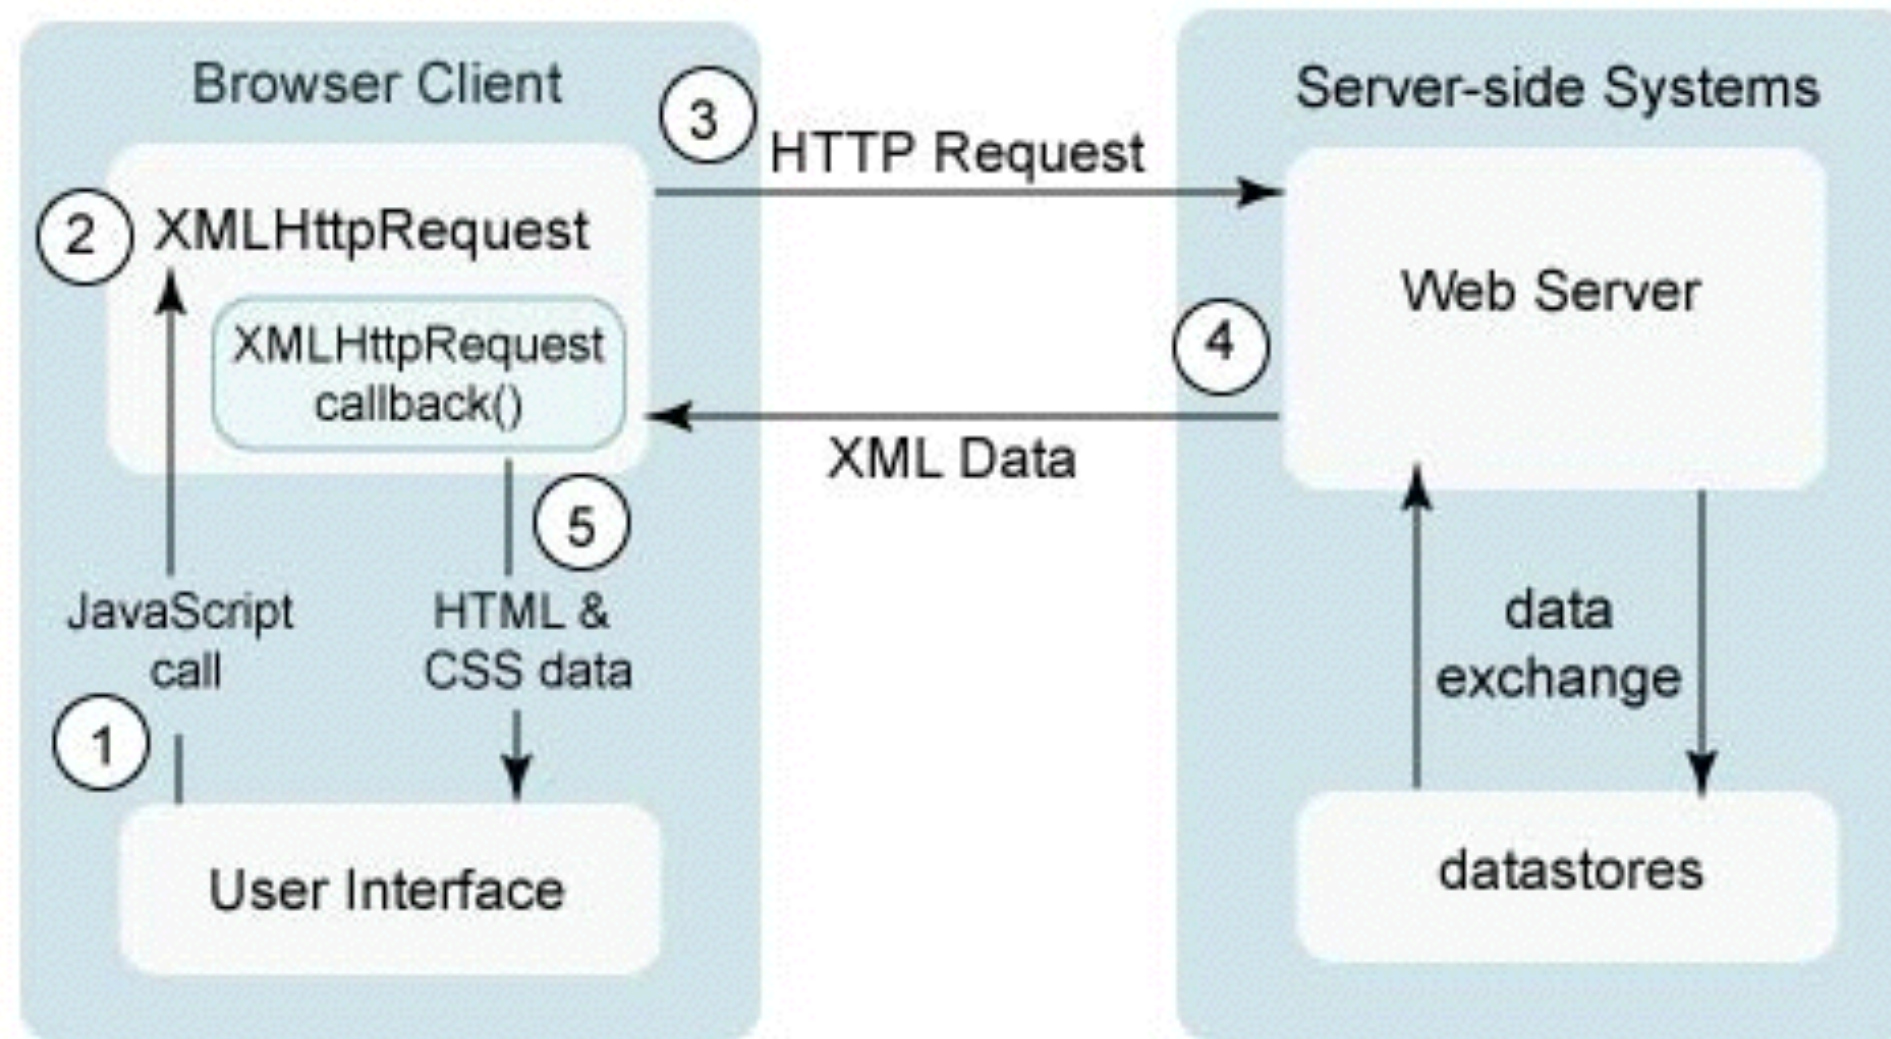 Browser Client
3
HTTP Request
2
XMLHttpRequest
XMLHttpRequest
callback()
4
XML Data
5
JavaScript
call
HTML &
CSS data
1
User Interface
Server-side Systems
Web Server
data
exchange
datastores